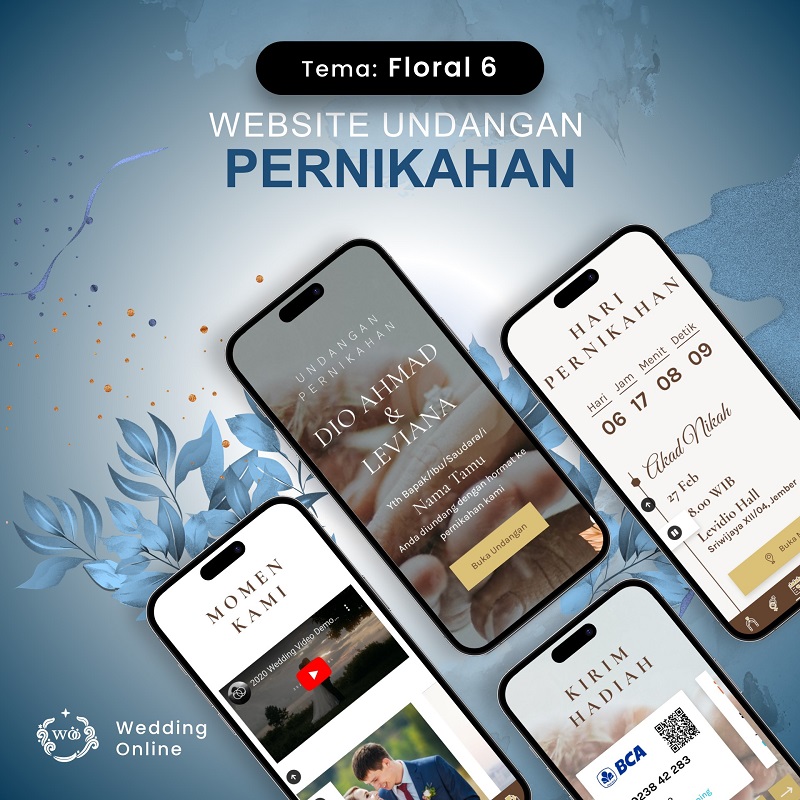 Tema: Floral 6
WEBSITE UNDANGAN
PERNIKAHAN
UNDANGAN
PERNIKAHAN
DIO AHMAD
&
LEVIANA
Yth Bapak/Ibu/Saudara/i
Nama Tamu
Anda diundang dengan hormat ke
pernikahan kami
Buka Undangan
HARI
PERNIKAHAN
Hari Jam Menit Detik
06 17 08 09
Akad Nikah
27 Feb
8.00 WIB
Levidio Hall
Sriwijaya XII/04, Jember
Buka
MOMEN
KAMI
2020 Wedding Video Demo...
KIRIM
HADIAH
BCA
0238 42 283
wo
Wedding
Online